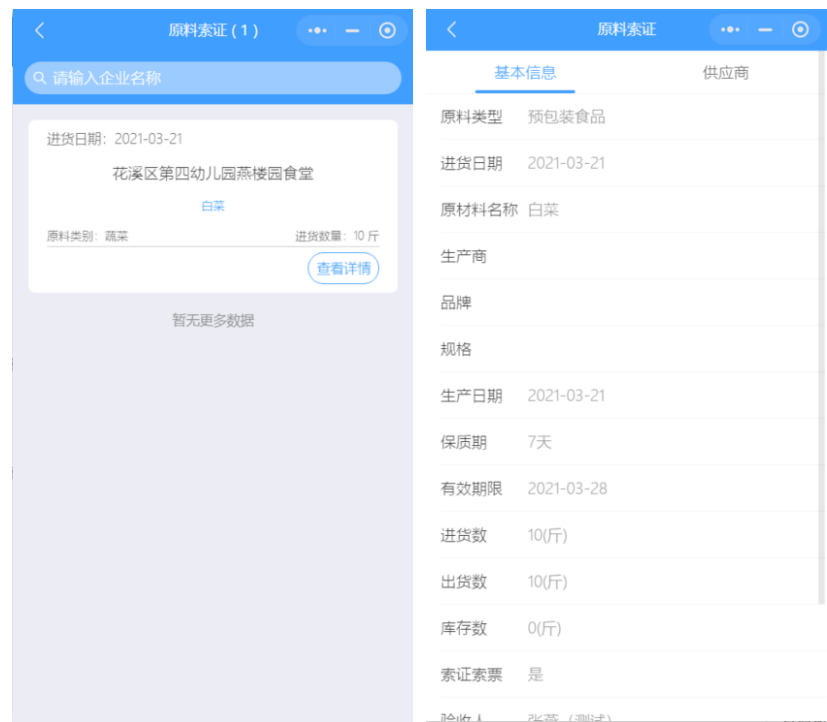 原料索证(1)
请输入企业名称
进货日期：2021-03-21
花溪区第四幼儿园燕楼园食堂
白菜
原料类别：蔬菜 进货数量：10 斤
查看详情
暂无更多数据
原料索证
基本信息 供应商
原料类型 预包装食品
进货日期 2021-03-21
原材料名称 白菜
生产商
品牌
规格
生产日期 2021-03-21
保质期 7天
有效期限 2021-03-28
进货数 10(斤)
出货数 10(斤)
库存数 0(斤)
索证索票 是
验收人 张燕（测试）